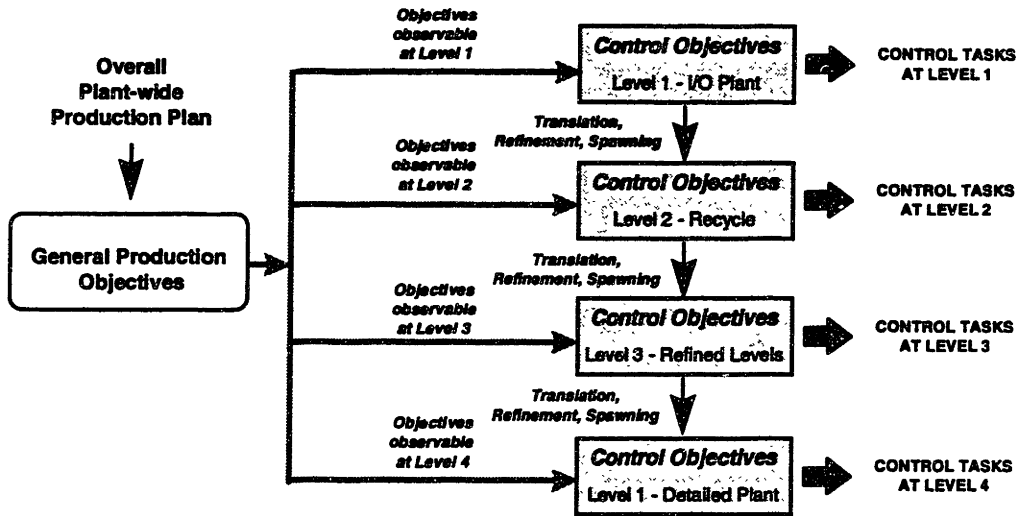 Overall
Plant-wide
Production Plan
General Production
Objectives
Objectives
observable
at Level 1
Control Objectives
Level 1 - I/O Plant
CONTROL TASKS
AT LEVEL 1
Translation,
Refinement, Spawning
Objectives
observable
at Level 2
Control Objectives
Level 2 - Recycle
CONTROL TASKS
AT LEVEL 2
Translation,
Refinement, Spawning
Objectives
observable
at Level 3
Control Objectives
Level 3 - Refined Levels
CONTROL TASKS
AT LEVEL 3
Translation,
Refinement, Spawning
Objectives
observable
at Level 4
Control Objectives
Level 1 - Detailed Plant
CONTROL TASKS
AT LEVEL 4